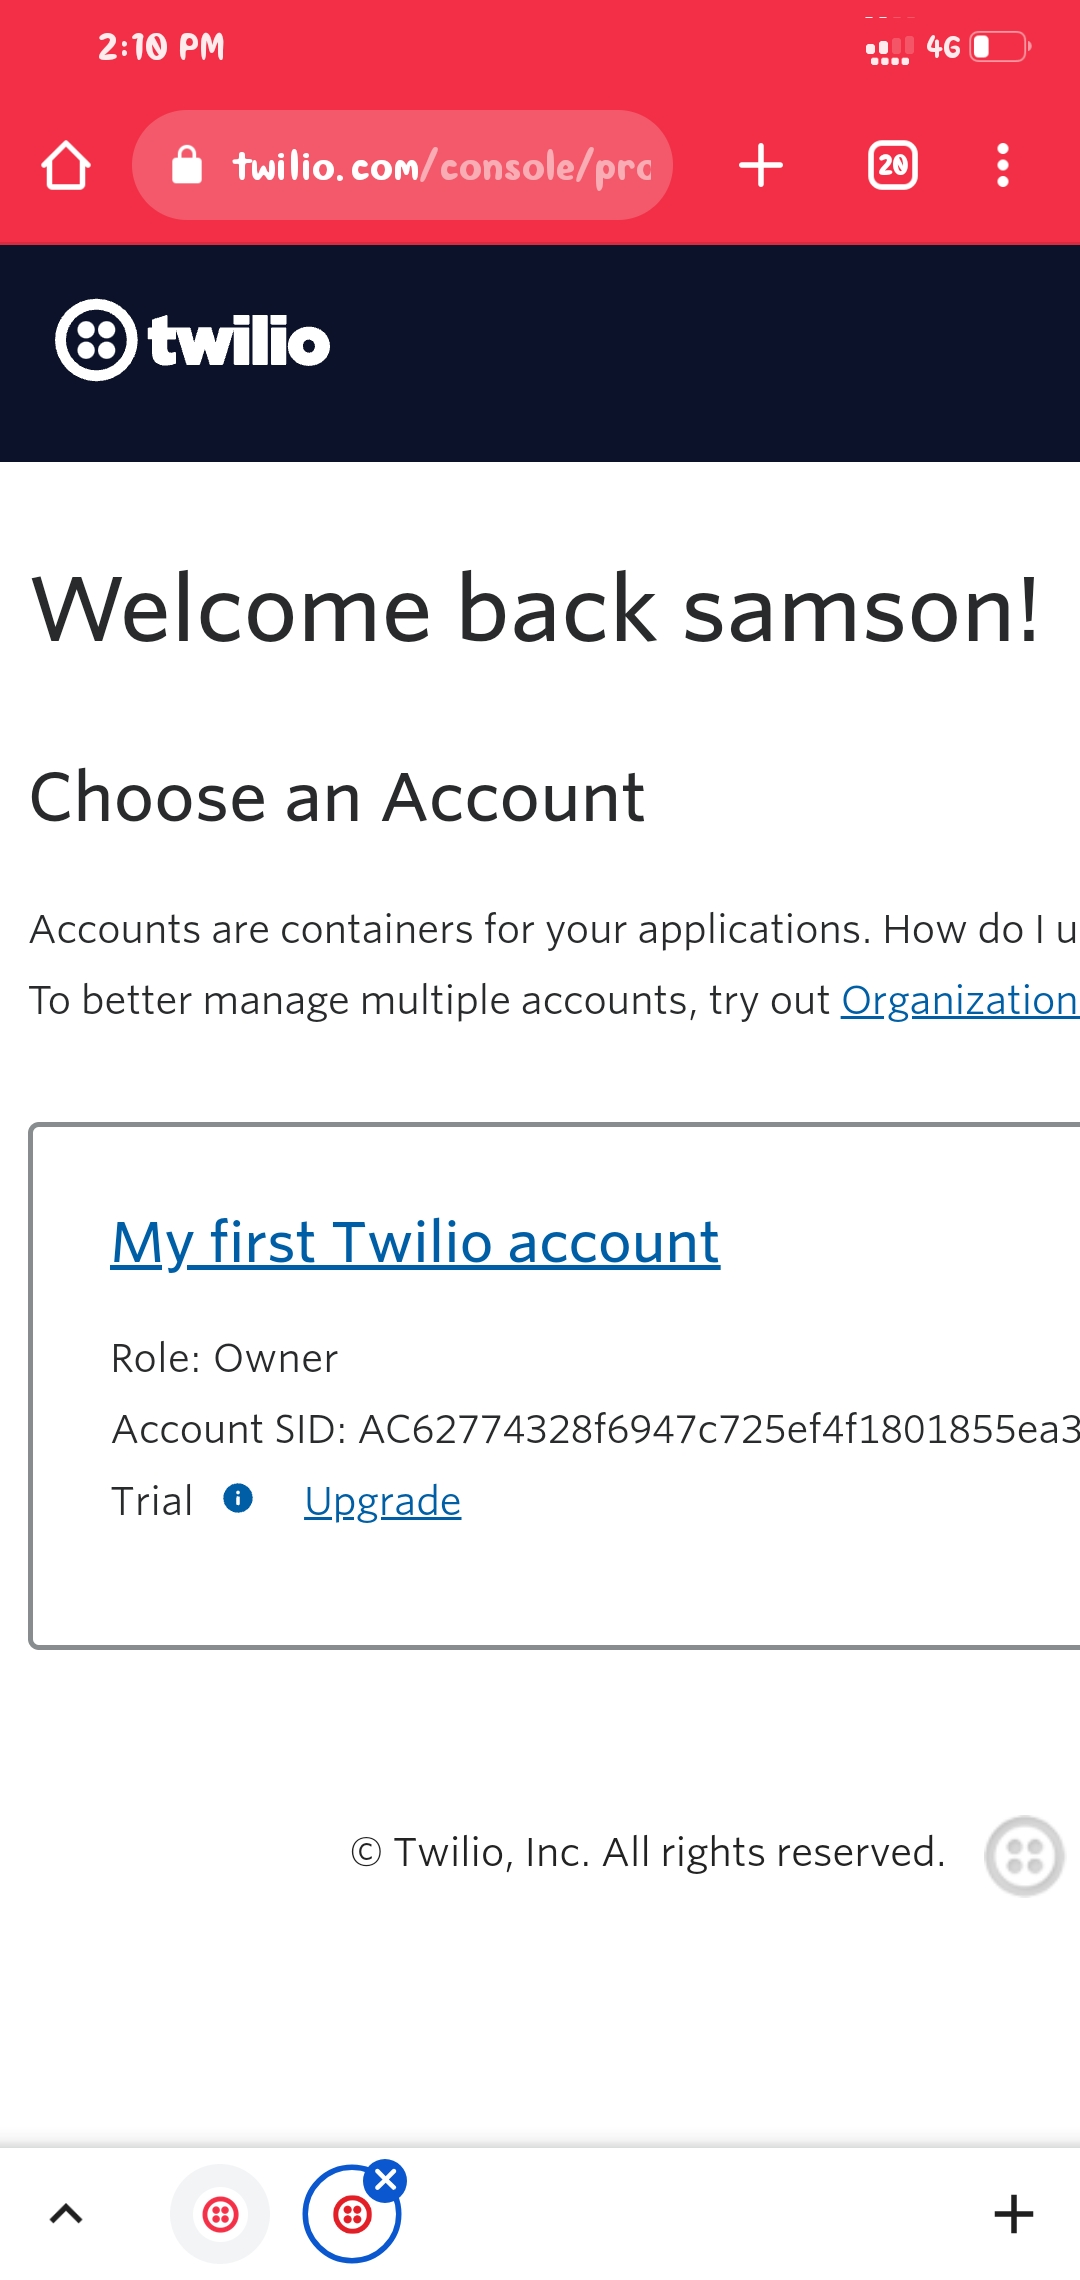 2:10 PM
4G
twilio.com/console/pro
20
twilio
Welcome back samson!
Choose an Account
Accounts are containers for your applications. How do I u
To better manage multiple accounts, try out Organization
My first Twilio account
Role: Owner
Account SID: AC62774328f6947c725ef4f1801855ea3
Trial
Upgrade
© Twilio, Inc. All rights reserved.